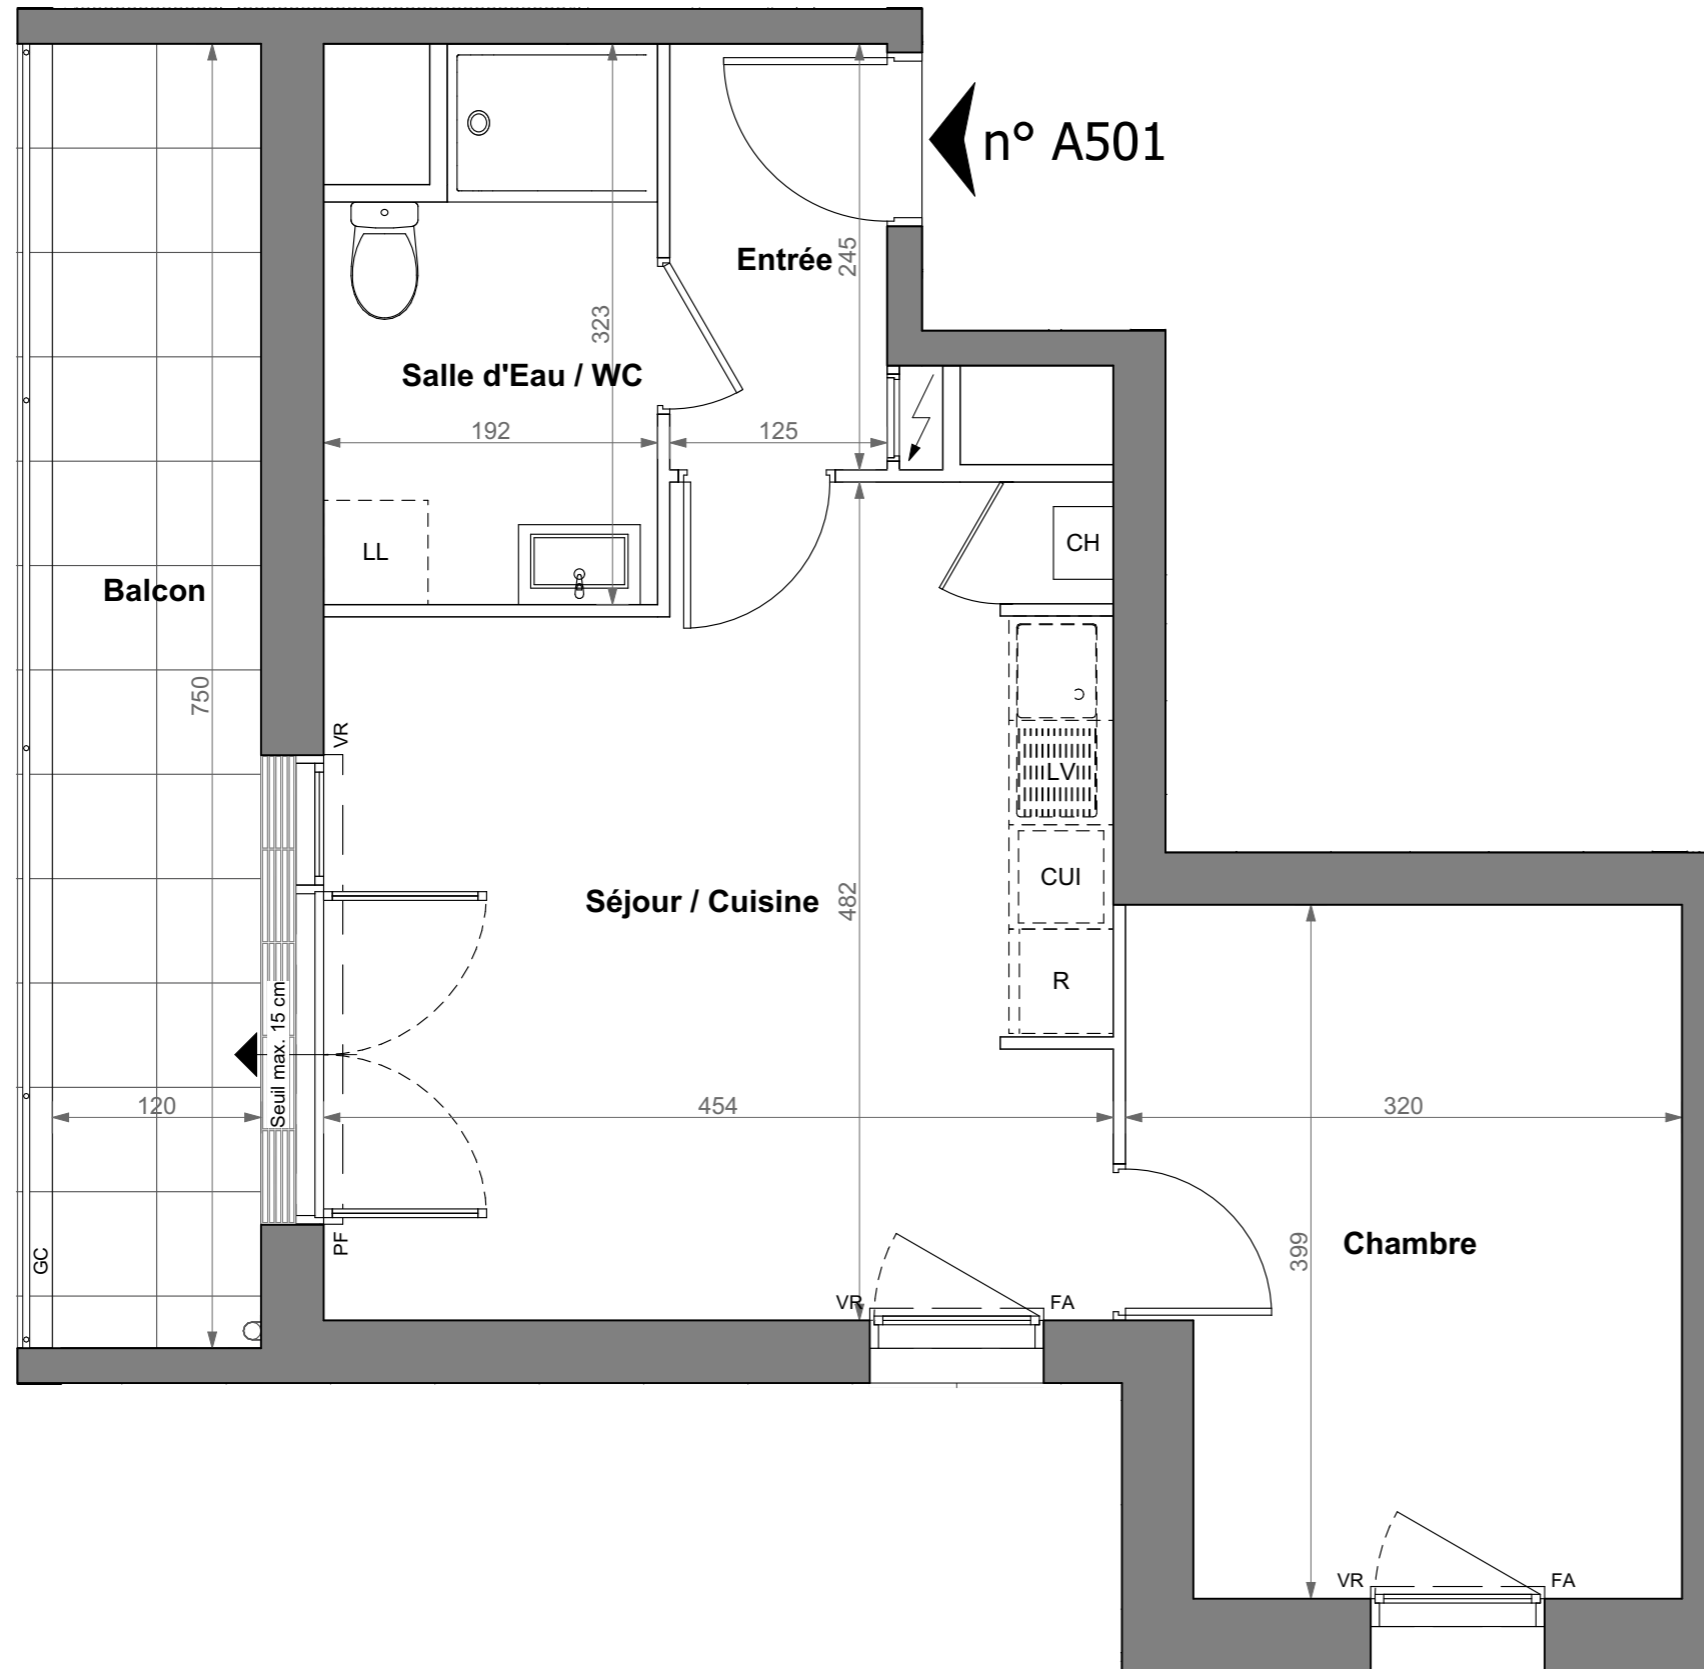 n° A501
Entrée
245
323
Salle d'Eau / WC
192
125
LL
CH
Balcon
750
VR
LV
CUI
Séjour / Cuisine
482
R
Seuil max. 15 cm
120
454
320
GC
PF
399
Chambre
VR
FA
VR
FA